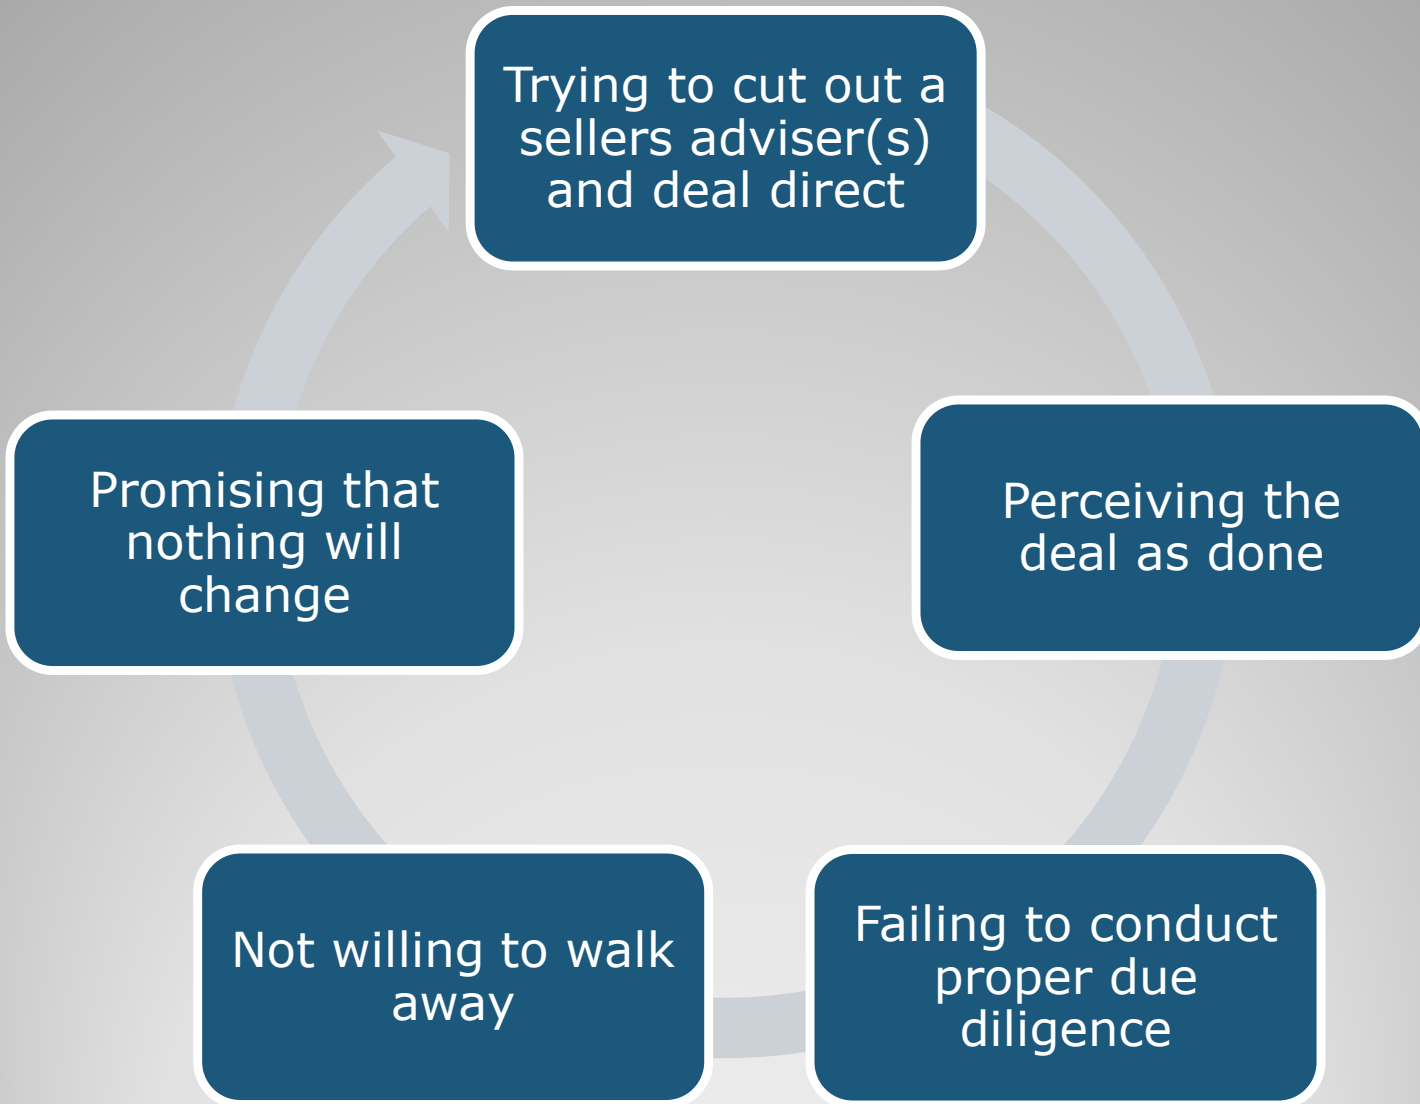 Trying to cut out a
sellers adviser(s)
and deal direct
Perceiving the
deal as done
Failing to conduct
proper due
diligence
Not willing to walk
away
Promising that
nothing will
change